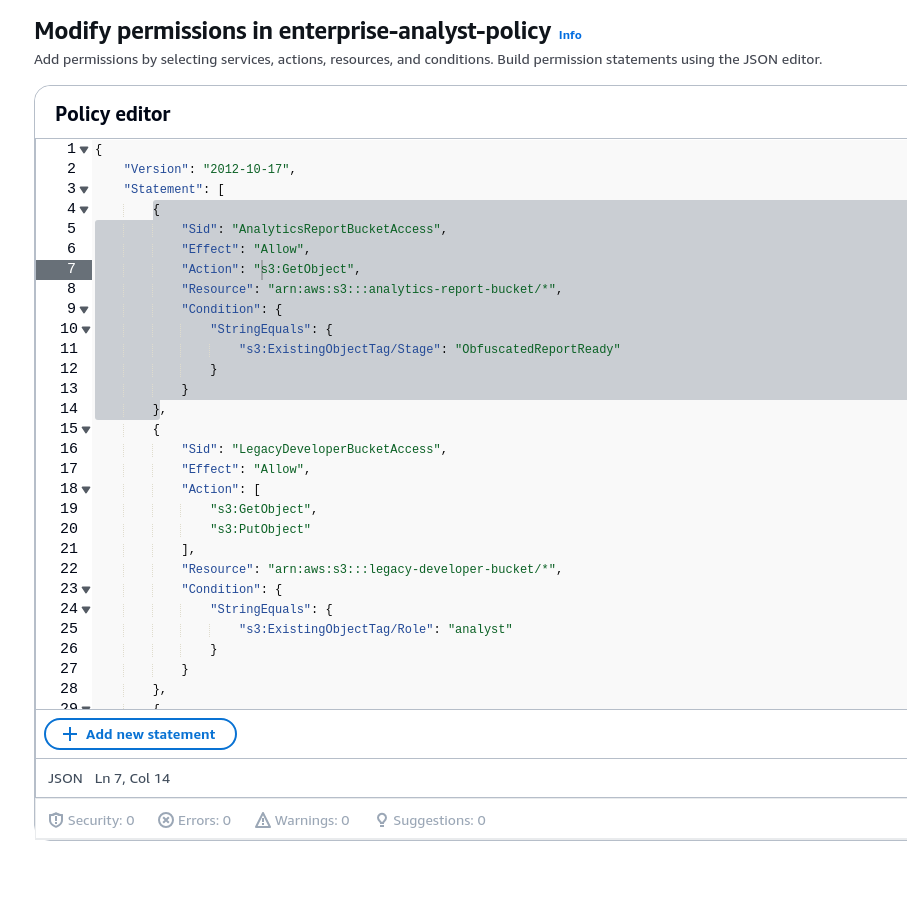 Modify permissions in enterprise-analyst-policy Info
Add permissions by selecting services, actions, resources, and conditions. Build permission statements using the JSON editor.
Policy editor
1 {
2     "Version": "2012-10-17",
3     "Statement": [
4         {
5             "Sid": "AnalyticsReportBucketAccess",
6             "Effect": "Allow",
7             "Action": "s3:GetObject",
8             "Resource": "arn:aws:s3:::analytics-report-bucket/*",
9             "Condition": {
10                 "StringEquals": {
11                     "s3:ExistingObjectTag/Stage": "ObfuscatedReportReady"
12                 }
13             }
14         },
15         {
16             "Sid": "LegacyDeveloperBucketAccess",
17             "Effect": "Allow",
18             "Action": [
19                 "s3:GetObject",
20                 "s3:PutObject"
21             ],
22             "Resource": "arn:aws:s3:::legacy-developer-bucket/*",
23             "Condition": {
24                 "StringEquals": {
25                     "s3:ExistingObjectTag/Role": "analyst"
26                 }
27             }
28         },
29         {
Add new statement
JSON Ln 7, Col 14
Security: 0 Errors: 0 Warnings: 0 Suggestions: 0